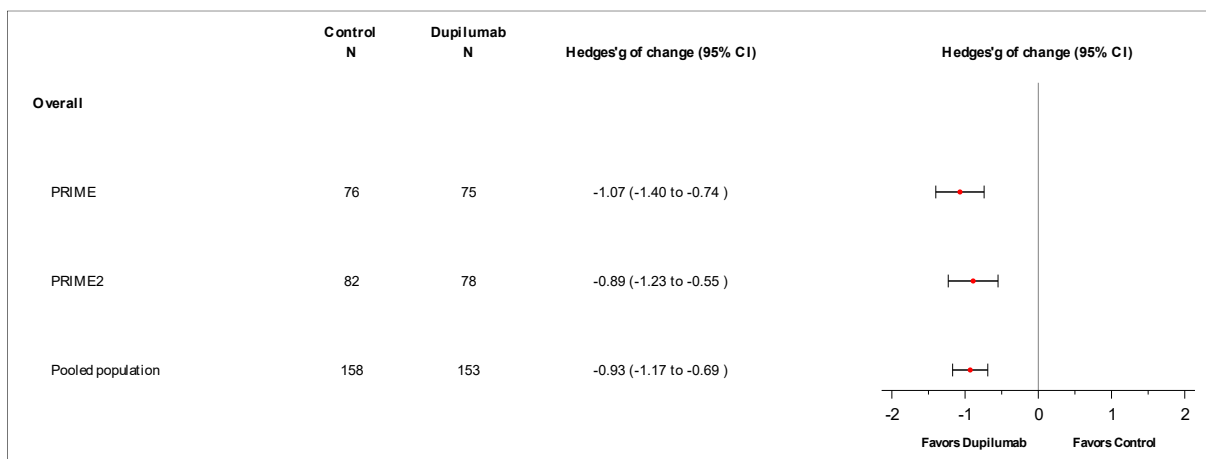 Control Dupilumab
N N Hedges'g of change (95% CI) Hedges'g of change (95% CI)
Overall
PRIME 76 75 -1.07 (-1.40 to -0.74 )
PRIME2 82 78 -0.89 (-1.23 to -0.55 )
Pooled population 158 153 -0.93 (-1.17 to -0.69 )
-2 -1 0 1 2
Favors Dupilumab Favors Control